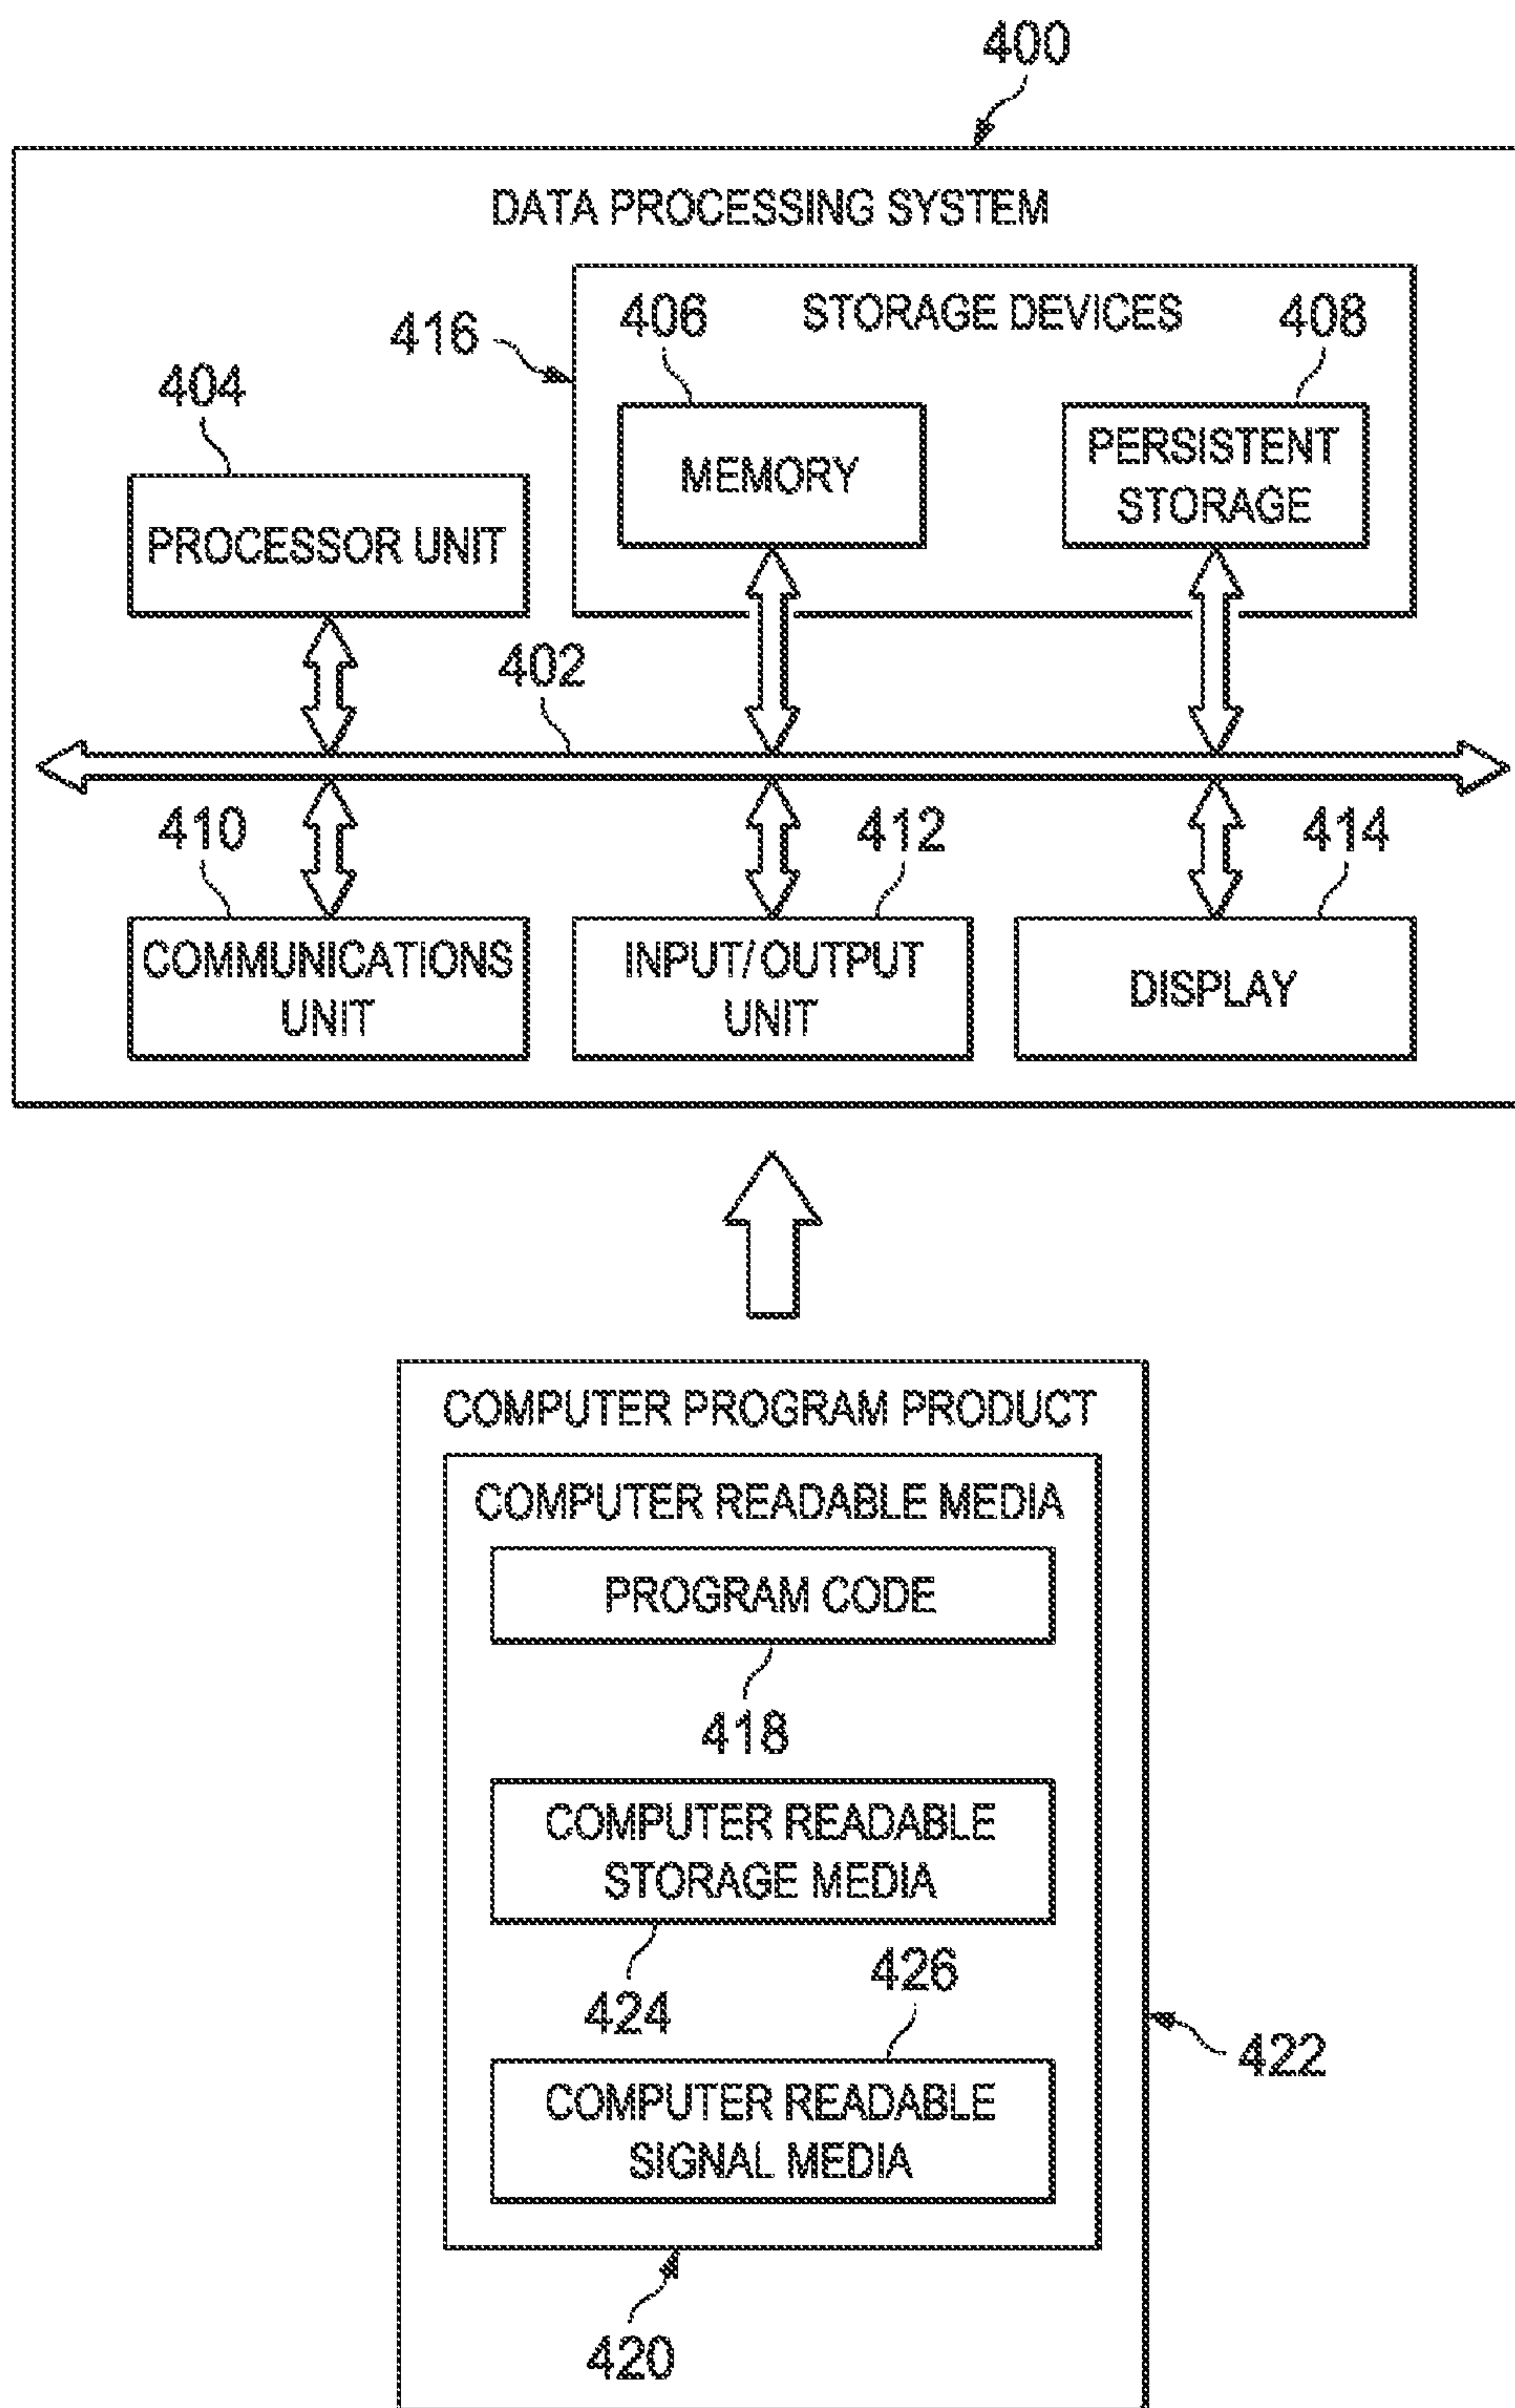 400
DATA PROCESSING SYSTEM
416
406
STORAGE DEVICES
408
404
MEMORY
PERSISTENT
STORAGE
PROCESSOR UNIT
402
410
412
414
COMMUNICATIONS
UNIT
INPUT/OUTPUT
UNIT
DISPLAY
COMPUTER PROGRAM PRODUCT
COMPUTER READABLE MEDIA
PROGRAM CODE
418
COMPUTER READABLE
STORAGE MEDIA
424
426
COMPUTER READABLE
SIGNAL MEDIA
422
420